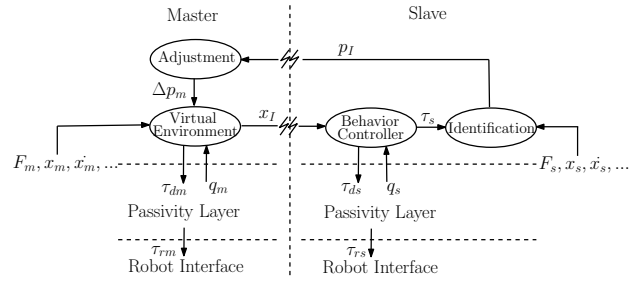 Master Slave
Adjustment
p_I
Δp_m
Virtual Environment
x_I
Behavior Controller
τ_s
Identification
F_m, x_m, ẋ_m, ...
F_s, x_s, ẋ_s, ...
τ_dm q_m
τ_ds q_s
Passivity Layer Passivity Layer
τ_rm τ_rs
Robot Interface Robot Interface